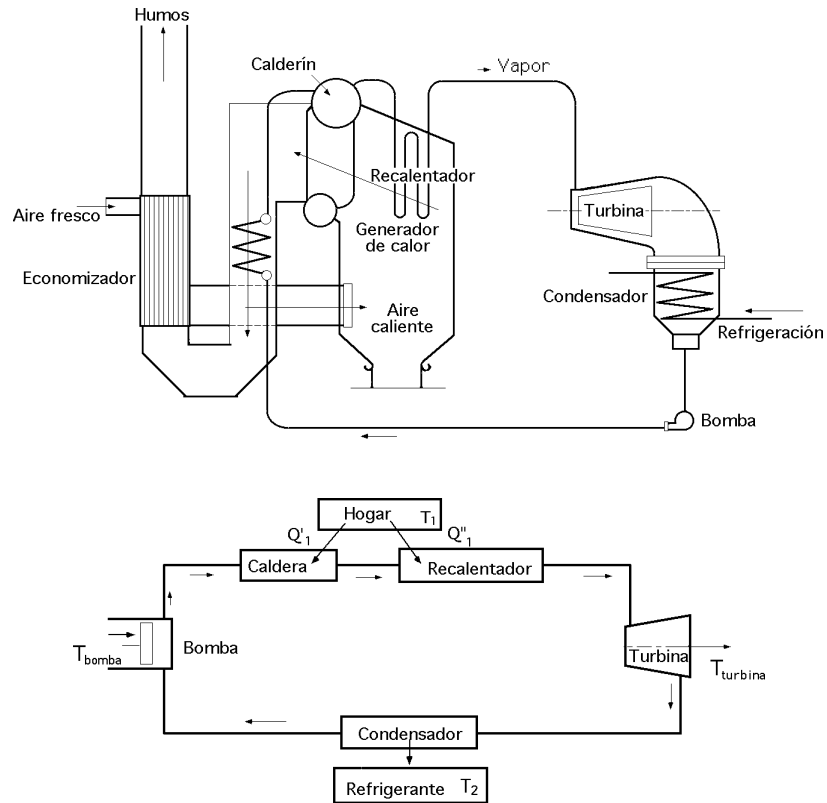 Humos
Calderín
Vapor
Recalentador
Aire fresco
Turbina
Generador
de calor
Economizador
Condensador
Aire
caliente
Refrigeración
Bomba
Hogar T1
Q'1
Q"1
Caldera
Recalentador
Tbomba
Bomba
Turbina
Tturbina
Condensador
Refrigerante T2